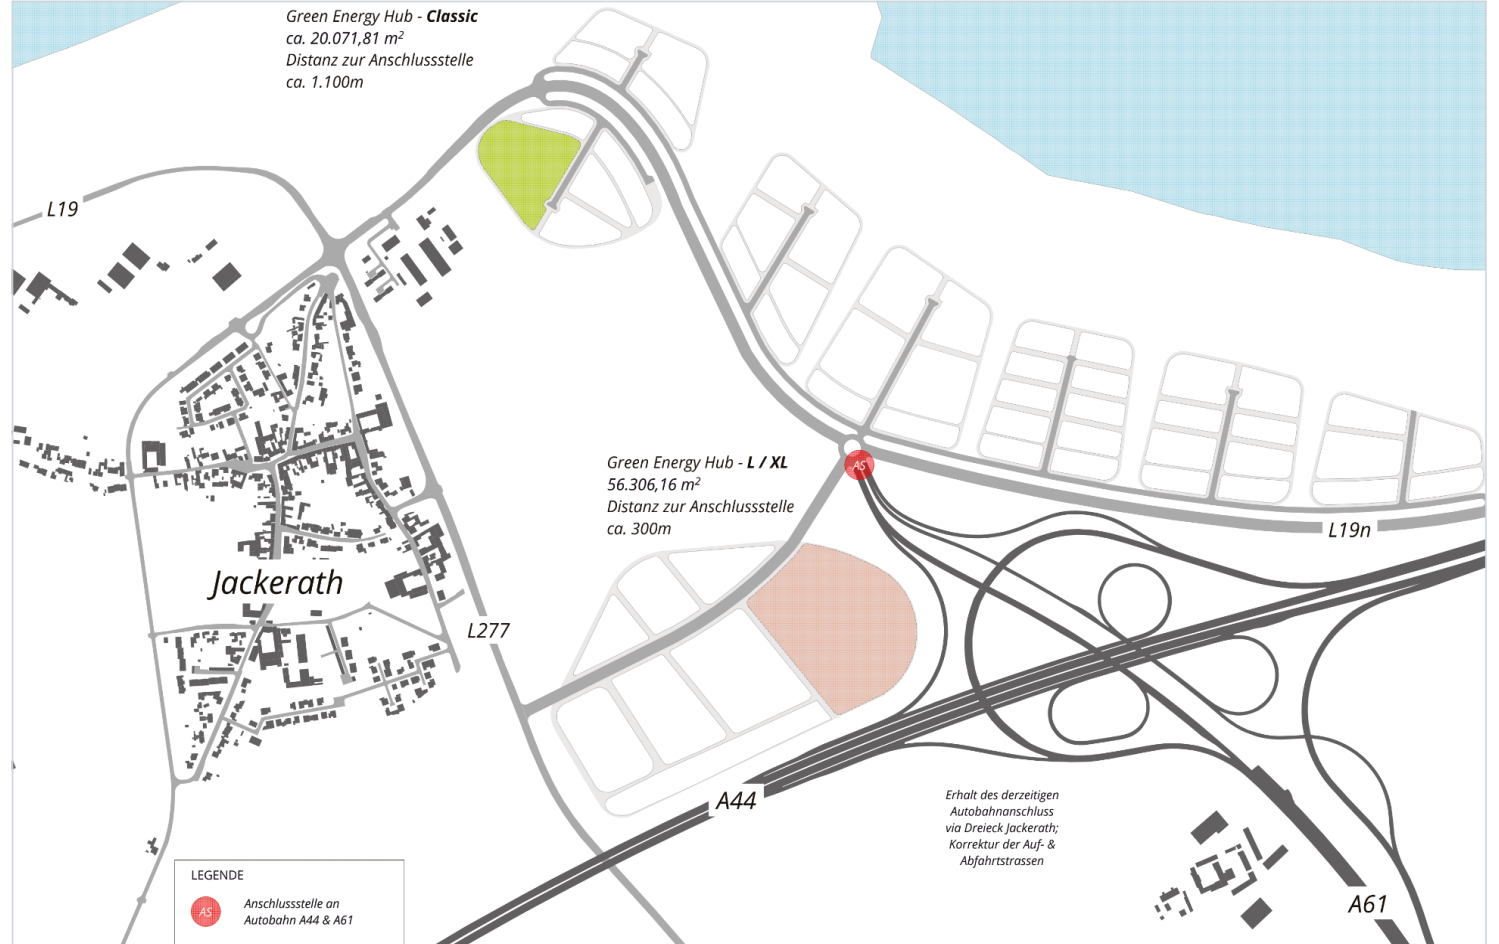 Green Energy Hub - Classic
ca. 20.071,81 m²
Distanz zur Anschlussstelle
ca. 1.100m
L19
Green Energy Hub - L / XL
56.306,16 m²
Distanz zur Anschlussstelle
ca. 300m
AS
L19n
Jackerath
L277
A44
Erhalt des derzeitigen
Autobahnanschluss
via Dreieck Jackerath;
Korrektur der Auf- &
Abfahrtstrassen
A61
LEGENDE
AS
Anschlussstelle an
Autobahn A44 & A61